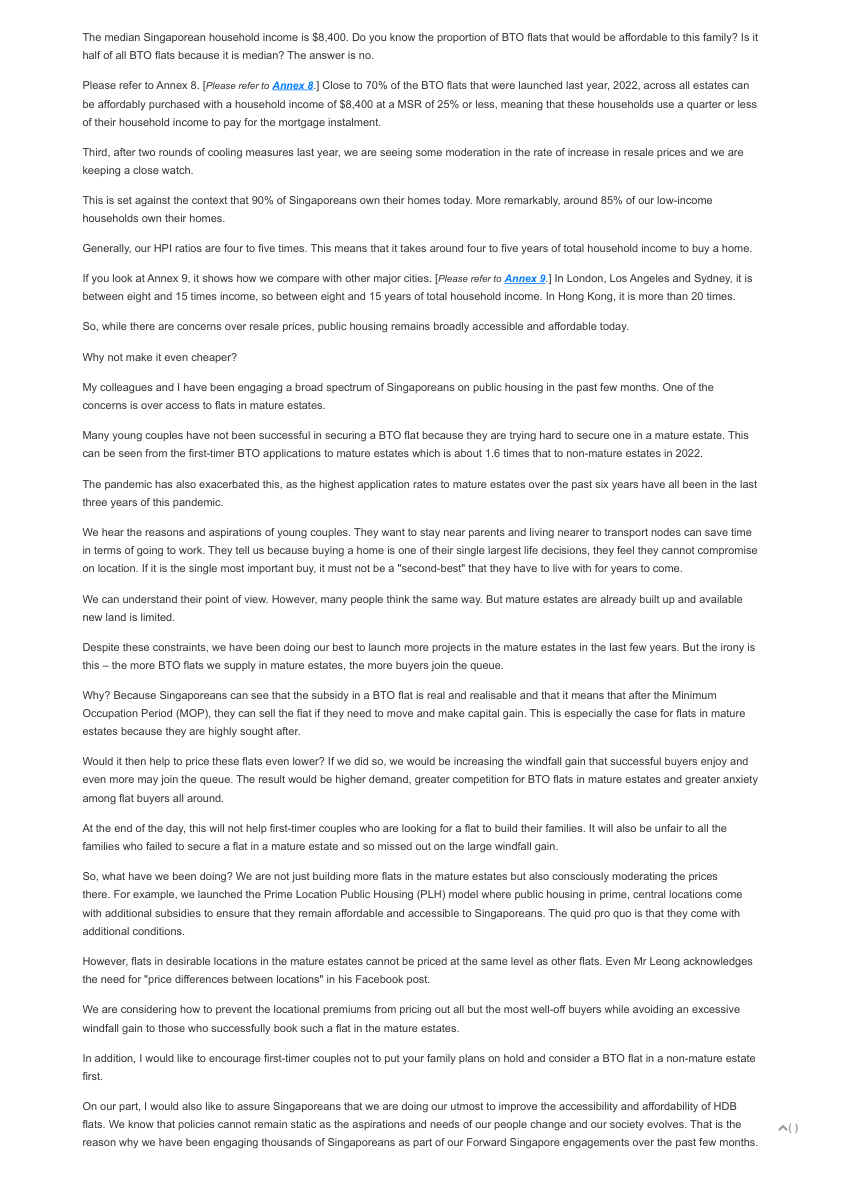 The median Singaporean household income is $8,400. Do you know the proportion of BTO flats that would be affordable to this family? Is it
half of all BTO flats because it is median? The answer is no.
Please refer to Annex 8. [Please refer to Annex 8.] Close to 70% of the BTO flats that were launched last year, 2022, across all estates can
be affordably purchased with a household income of $8,400 at a MSR of 25% or less, meaning that these households use a quarter or less
of their household income to pay for the mortgage instalment.
Third, after two rounds of cooling measures last year, we are seeing some moderation in the rate of increase in resale prices and we are
keeping a close watch.
This is set against the context that 90% of Singaporeans own their homes today. More remarkably, around 85% of our low-income
households own their homes.
Generally, our HPI ratios are four to five times. This means that it takes around four to five years of total household income to buy a home.
If you look at Annex 9, it shows how we compare with other major cities. [Please refer to Annex 9.] In London, Los Angeles and Sydney, it is
between eight and 15 times income, so between eight and 15 years of total household income. In Hong Kong, it is more than 20 times.
So, while there are concerns over resale prices, public housing remains broadly accessible and affordable today.
Why not make it even cheaper?
My colleagues and I have been engaging a broad spectrum of Singaporeans on public housing in the past few months. One of the
concerns is over access to flats in mature estates.
Many young couples have not been successful in securing a BTO flat because they are trying hard to secure one in a mature estate. This
can be seen from the first-timer BTO applications to mature estates which is about 1.6 times that to non-mature estates in 2022.
The pandemic has also exacerbated this, as the highest application rates to mature estates over the past six years have all been in the last
three years of this pandemic.
We hear the reasons and aspirations of young couples. They want to stay near parents and living nearer to transport nodes can save time
in terms of going to work. They tell us because buying a home is one of their single largest life decisions, they feel they cannot compromise
on location. If it is the single most important buy, it must not be a "second-best" that they have to live with for years to come.
We can understand their point of view. However, many people think the same way. But mature estates are already built up and available
new land is limited.
Despite these constraints, we have been doing our best to launch more projects in the mature estates in the last few years. But the irony is
this – the more BTO flats we supply in mature estates, the more buyers join the queue.
Why? Because Singaporeans can see that the subsidy in a BTO flat is real and realisable and that it means that after the Minimum
Occupation Period (MOP), they can sell the flat if they need to move and make capital gain. This is especially the case for flats in mature
estates because they are highly sought after.
Would it then help to price these flats even lower? If we did so, we would be increasing the windfall gain that successful buyers enjoy and
even more may join the queue. The result would be higher demand, greater competition for BTO flats in mature estates and greater anxiety
among flat buyers all around.
At the end of the day, this will not help first-timer couples who are looking for a flat to build their families. It will also be unfair to all the
families who failed to secure a flat in a mature estate and so missed out on the large windfall gain.
So, what have we been doing? We are not just building more flats in the mature estates but also consciously moderating the prices
there. For example, we launched the Prime Location Public Housing (PLH) model where public housing in prime, central locations come
with additional subsidies to ensure that they remain affordable and accessible to Singaporeans. The quid pro quo is that they come with
additional conditions.
However, flats in desirable locations in the mature estates cannot be priced at the same level as other flats. Even Mr Leong acknowledges
the need for "price differences between locations" in his Facebook post.
We are considering how to prevent the locational premiums from pricing out all but the most well-off buyers while avoiding an excessive
windfall gain to those who successfully book such a flat in the mature estates.
In addition, I would like to encourage first-timer couples not to put your family plans on hold and consider a BTO flat in a non-mature estate
first.
On our part, I would also like to assure Singaporeans that we are doing our utmost to improve the accessibility and affordability of HDB
flats. We know that policies cannot remain static as the aspirations and needs of our people change and our society evolves. That is the
reason why we have been engaging thousands of Singaporeans as part of our Forward Singapore engagements over the past few months.
( )